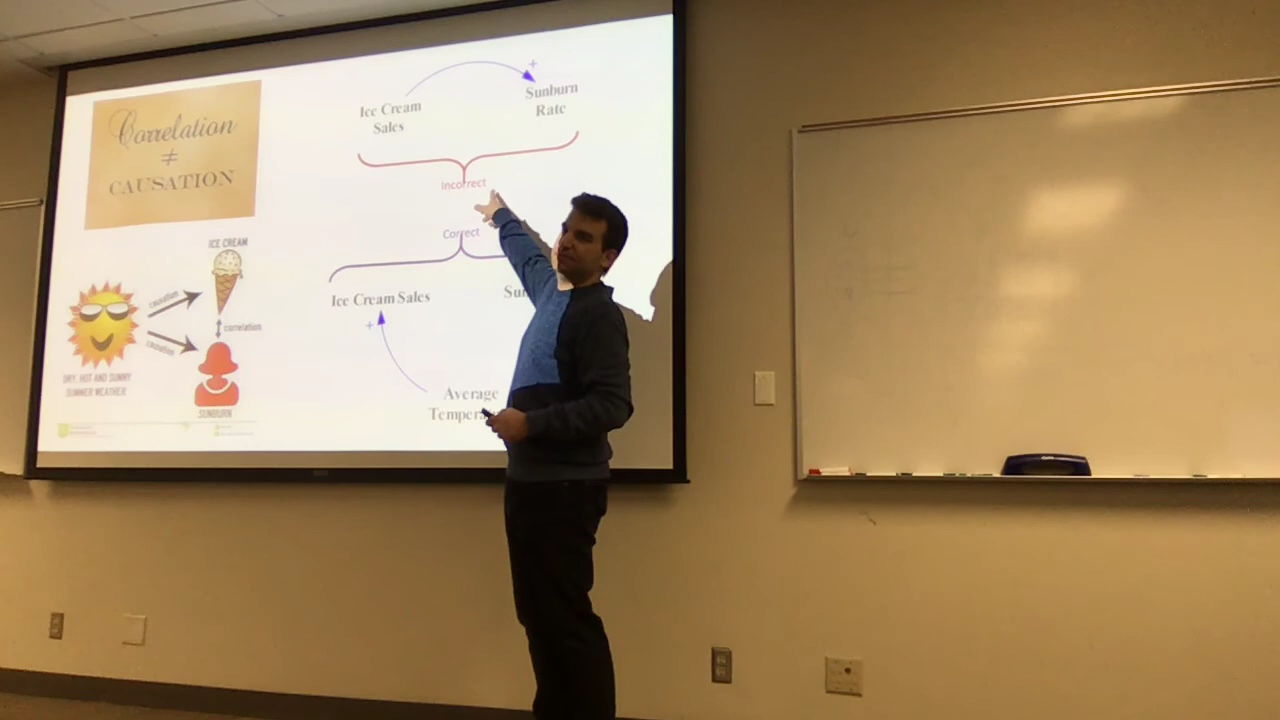 Correlation
≠
CAUSATION
ICE CREAM
causation
correlation
causation
DRY, HOT AND SUNNY
SUMMER WEATHER
SUNBURN
+
Ice Cream
Sales
Sunburn
Rate
Incorrect
Correct
Ice Cream Sales
+
Average